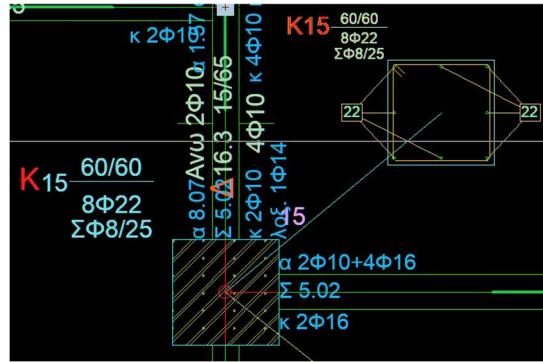 κ 2Φ10
α 1.97
Ανω 2Φ10
κ 4Φ10
K15 60/60
8Φ22
ΣΦ8/25
22
22
K15 60/60
8Φ22
ΣΦ8/25
α 8.07
Σ 5.02
16.3 15/65
κ 2Φ10
4Φ10
λοξ. 1Φ14
15
α 2Φ10+4Φ16
Σ 5.02
κ 2Φ16